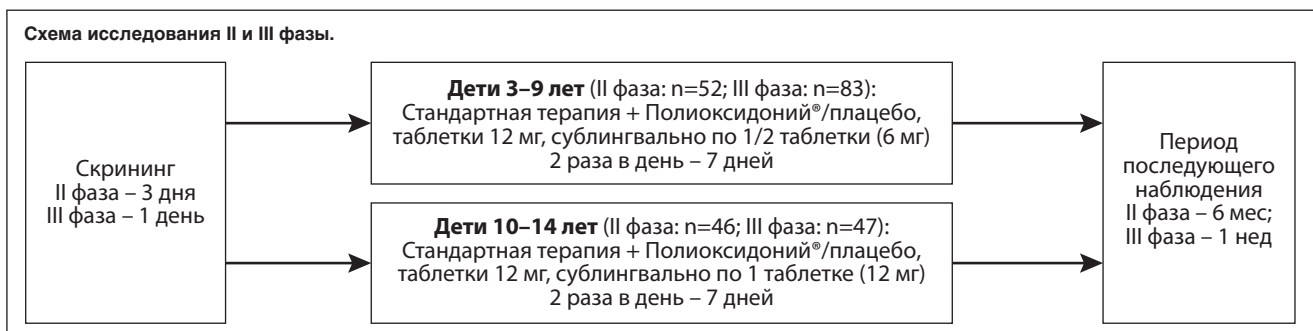 Схема исследования II и III фазы.
Скрининг
II фаза – 3 дня
III фаза – 1 день
Дети 3–9 лет (II фаза: n=52; III фаза: n=83):
Стандартная терапия + Полиоксидоний®/плацебо,
таблетки 12 мг, сублингвально по 1/2 таблетки (6 мг)
2 раза в день – 7 дней
Дети 10–14 лет (II фаза: n=46; III фаза: n=47):
Стандартная терапия + Полиоксидоний®/плацебо,
таблетки 12 мг, сублингвально по 1 таблетке (12 мг)
2 раза в день – 7 дней
Период
последующего
наблюдения
II фаза – 6 мес;
III фаза – 1 нед